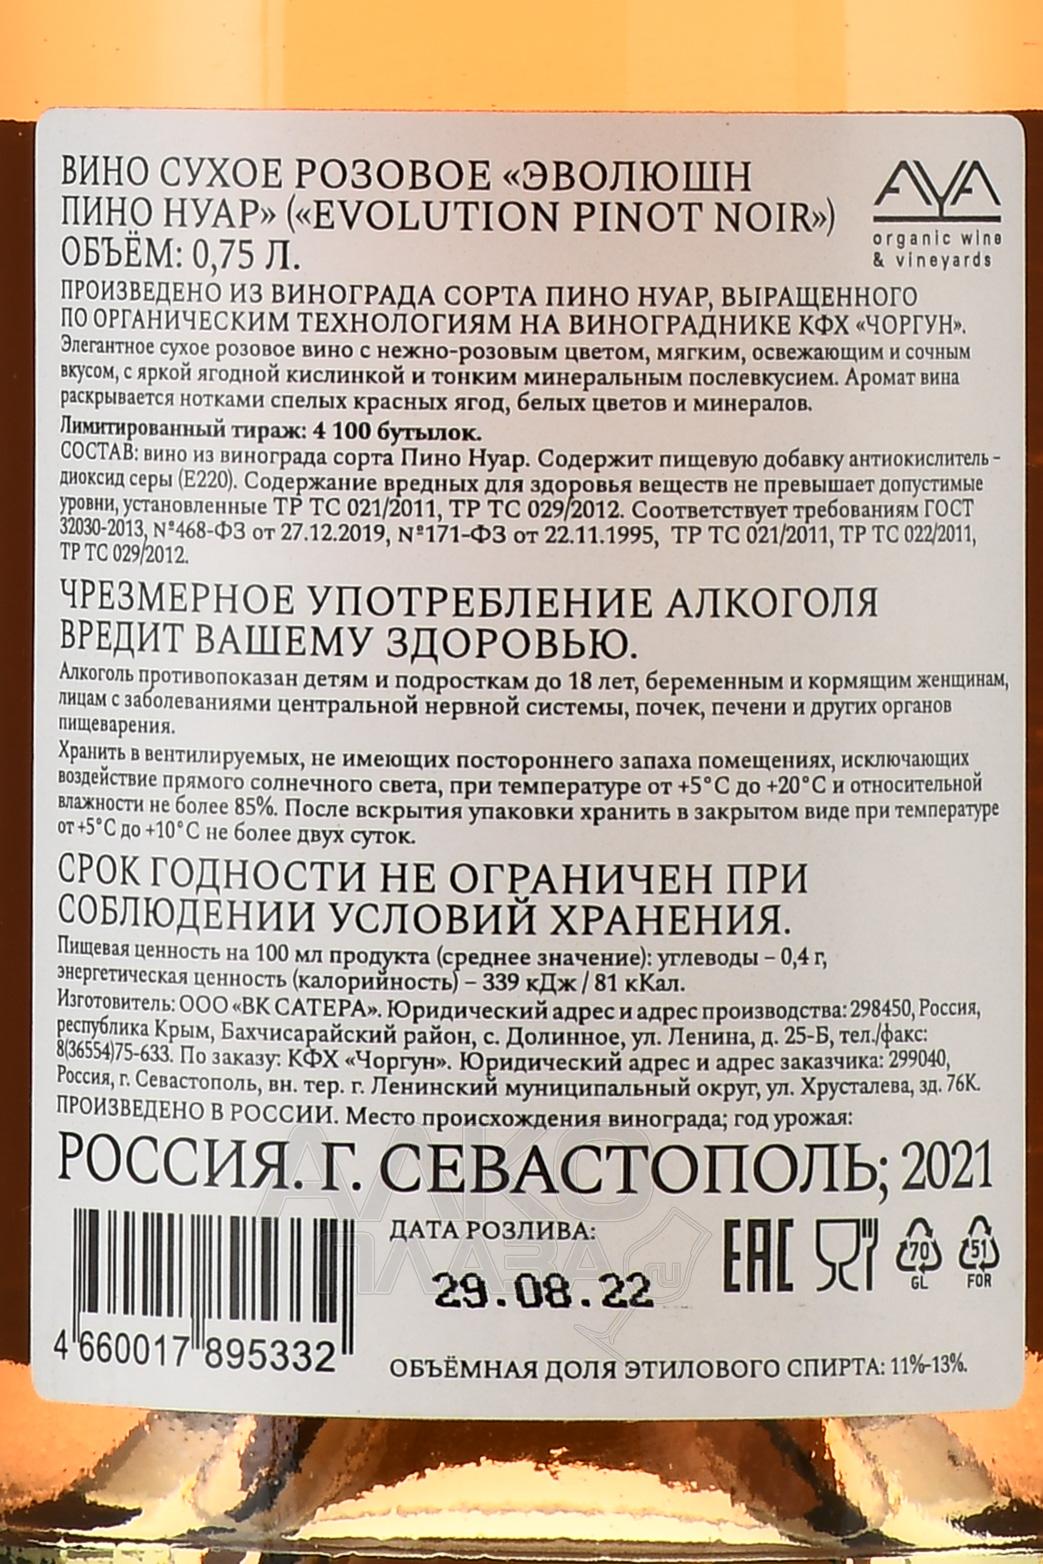 ВИНО СУХОЕ РОЗОВОЕ «ЭВОЛЮШН
ПИНО НУАР» («EVOLUTION PINOT NOIR»)
ОБЪЁМ: 0,75 Л.
AYA
organic wine
& vineyards
ПРОИЗВЕДЕНО ИЗ ВИНОГРАДА СОРТА ПИНО НУАР, ВЫРАЩЕННОГО
ПО ОРГАНИЧЕСКИМ ТЕХНОЛОГИЯМ НА ВИНОГРАДНИКЕ КФХ «ЧОРГУН».
Элегантное сухое розовое вино с нежно-розовым цветом, мягким, освежающим и сочным
вкусом, с яркой ягодной кислинкой и тонким минеральным послевкусием. Аромат вина
раскрывается нотками спелых красных ягод, белых цветов и минералов.
Лимитированный тираж: 4 100 бутылок.
СОСТАВ: вино из винограда сорта Пино Нуар. Содержит пищевую добавку антиокислитель -
диоксид серы (Е220). Содержание вредных для здоровья веществ не превышает допустимые
уровни, установленные ТР ТС 021/2011, ТР ТС 029/2012. Соответствует требованиям ГОСТ
32030-2013, №468-ФЗ от 27.12.2019, №171-ФЗ от 22.11.1995, ТР ТС 021/2011, ТР ТС 022/2011,
ТР ТС 029/2012.
ЧРЕЗМЕРНОЕ УПОТРЕБЛЕНИЕ АЛКОГОЛЯ
ВРЕДИТ ВАШЕМУ ЗДОРОВЬЮ.
Алкоголь противопоказан детям и подросткам до 18 лет, беременным и кормящим женщинам,
лицам с заболеваниями центральной нервной системы, почек, печени и других органов
пищеварения.
Хранить в вентилируемых, не имеющих постороннего запаха помещениях, исключающих
воздействие прямого солнечного света, при температуре от +5°С до +20°С и относительной
влажности не более 85%. После вскрытия упаковки хранить в закрытом виде при температуре
от +5°С до +10°С не более двух суток.
СРОК ГОДНОСТИ НЕ ОГРАНИЧЕН ПРИ
СОБЛЮДЕНИИ УСЛОВИЙ ХРАНЕНИЯ.
Пищевая ценность на 100 мл продукта (среднее значение): углеводы – 0,4 г,
энергетическая ценность (калорийность) – 339 кДж / 81 кКал.
Изготовитель: ООО «ВК САТЕРА». Юридический адрес и адрес производства: 298450, Россия,
республика Крым, Бахчисарайский район, с. Долинное, ул. Ленина, д. 25-Б, тел./факс:
8(36554)75-633. По заказу: КФХ «Чоргун». Юридический адрес и адрес заказчика: 299040,
Россия, г. Севастополь, вн. тер. г. Ленинский муниципальный округ, ул. Хрусталева, зд. 76К.
ПРОИЗВЕДЕНО В РОССИИ. Место происхождения винограда; год урожая:
РОССИЯ. Г. СЕВАСТОПОЛЬ; 2021
АЛКО
ПЛАЗА.ru
ДАТА РОЗЛИВА:
29.08.22
EAC
70
GL
51
FOR
4 660017 895332
ОБЪЁМНАЯ ДОЛЯ ЭТИЛОВОГО СПИРТА: 11%-13%.